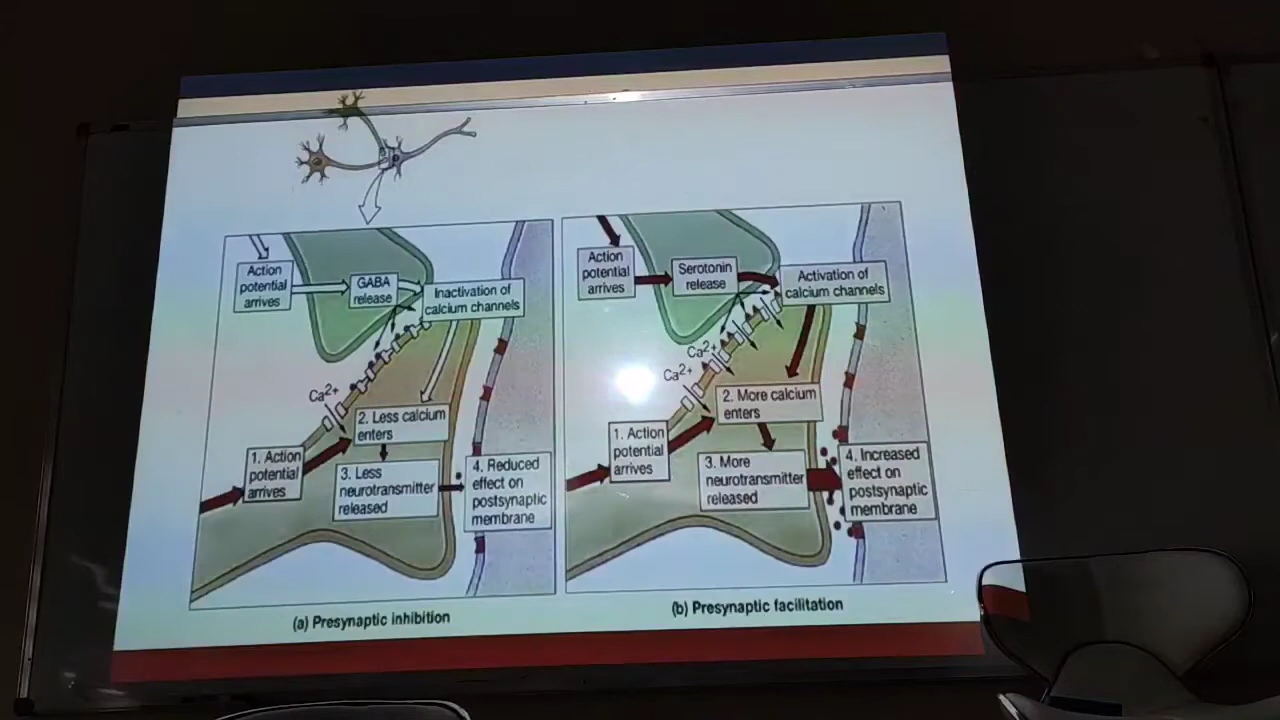 Action
potential
arrives
GABA
release
Inactivation of
calcium channels
Ca2+
2. Less calcium
enters
1. Action
potential
arrives
3. Less
neurotransmitter
released
4. Reduced
effect on
postsynaptic
membrane
(a) Presynaptic inhibition
Action
potential
arrives
Serotonin
release
Activation of
calcium channels
Ca2+
Ca2+
2. More calcium
enters
1. Action
potential
arrives
3. More
neurotransmitter
released
4. Increased
effect on
postsynaptic
membrane
(b) Presynaptic facilitation